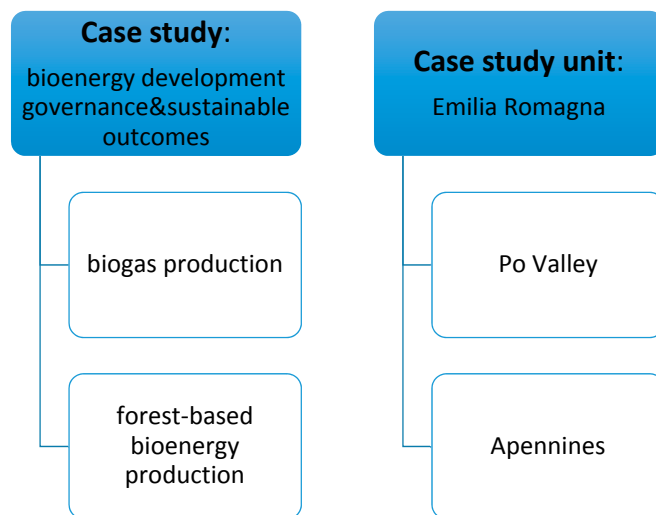 Case study:
bioenergy development
governance&sustainable
outcomes
biogas production
forest-based
bioenergy
production
Case study unit:
Emilia Romagna
Po Valley
Apennines